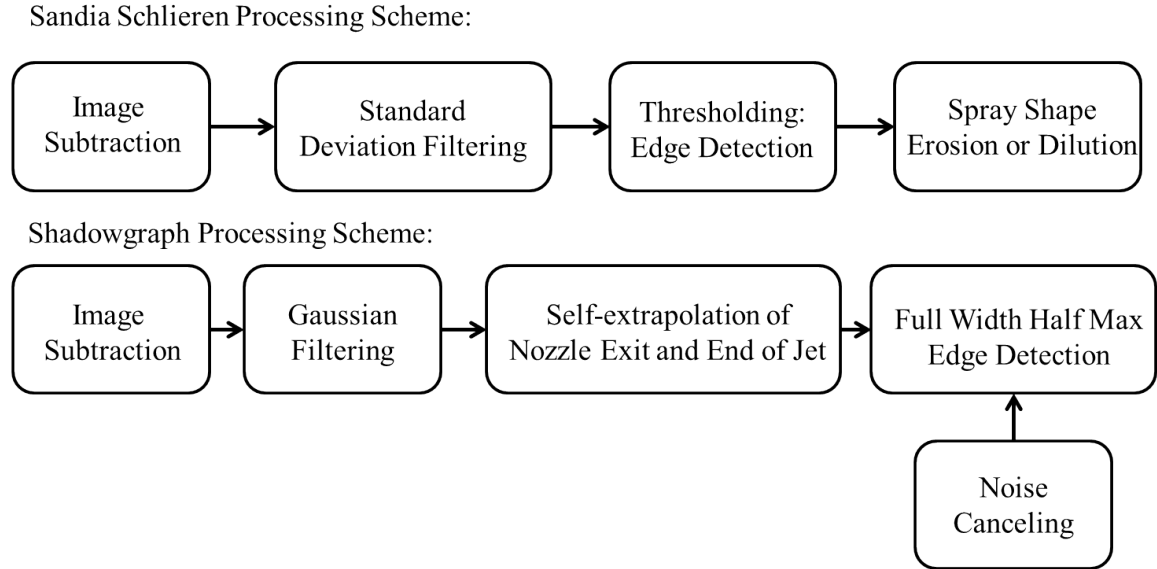 Sandia Schlieren Processing Scheme:
Image
Subtraction
Standard
Deviation Filtering
Thresholding:
Edge Detection
Spray Shape
Erosion or Dilution
Shadowgraph Processing Scheme:
Image
Subtraction
Gaussian
Filtering
Self-extrapolation of
Nozzle Exit and End of Jet
Full Width Half Max
Edge Detection
Noise
Canceling